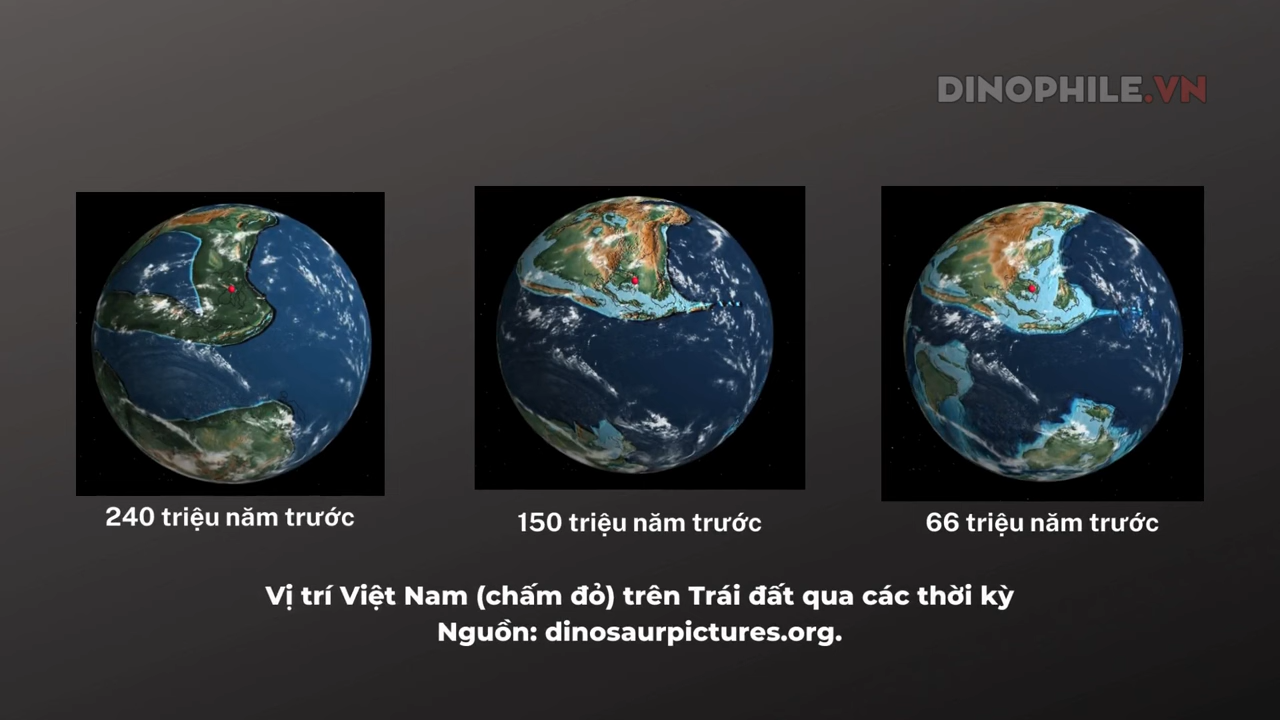 DINOPHILE.VN
240 triệu năm trước
150 triệu năm trước
66 triệu năm trước
Vị trí Việt Nam (chấm đỏ) trên Trái đất qua các thời kỳ
Nguồn: dinosaurpictures.org.